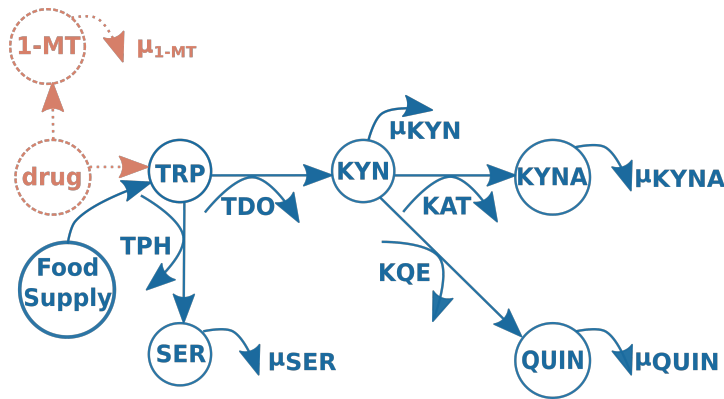 1-MT
μ1-MT
μKYN
drug
TRP
KYN
KYNA
μKYNA
TDO
KAT
TPH
Food
Supply
KQE
SER
μSER
QUIN
μQUIN